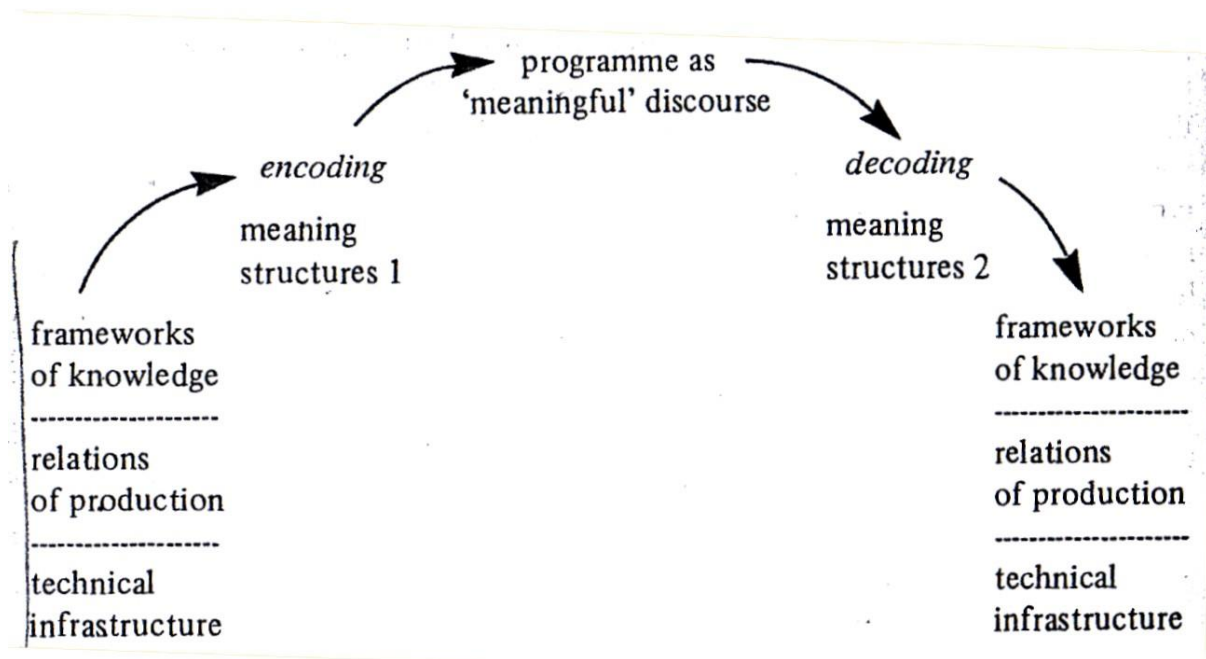 programme as
‘meaningful’ discourse
encoding
decoding
meaning
structures 1
meaning
structures 2
frameworks
of knowledge
relations
of production
technical
infrastructure
frameworks
of knowledge
relations
of production
technical
infrastructure